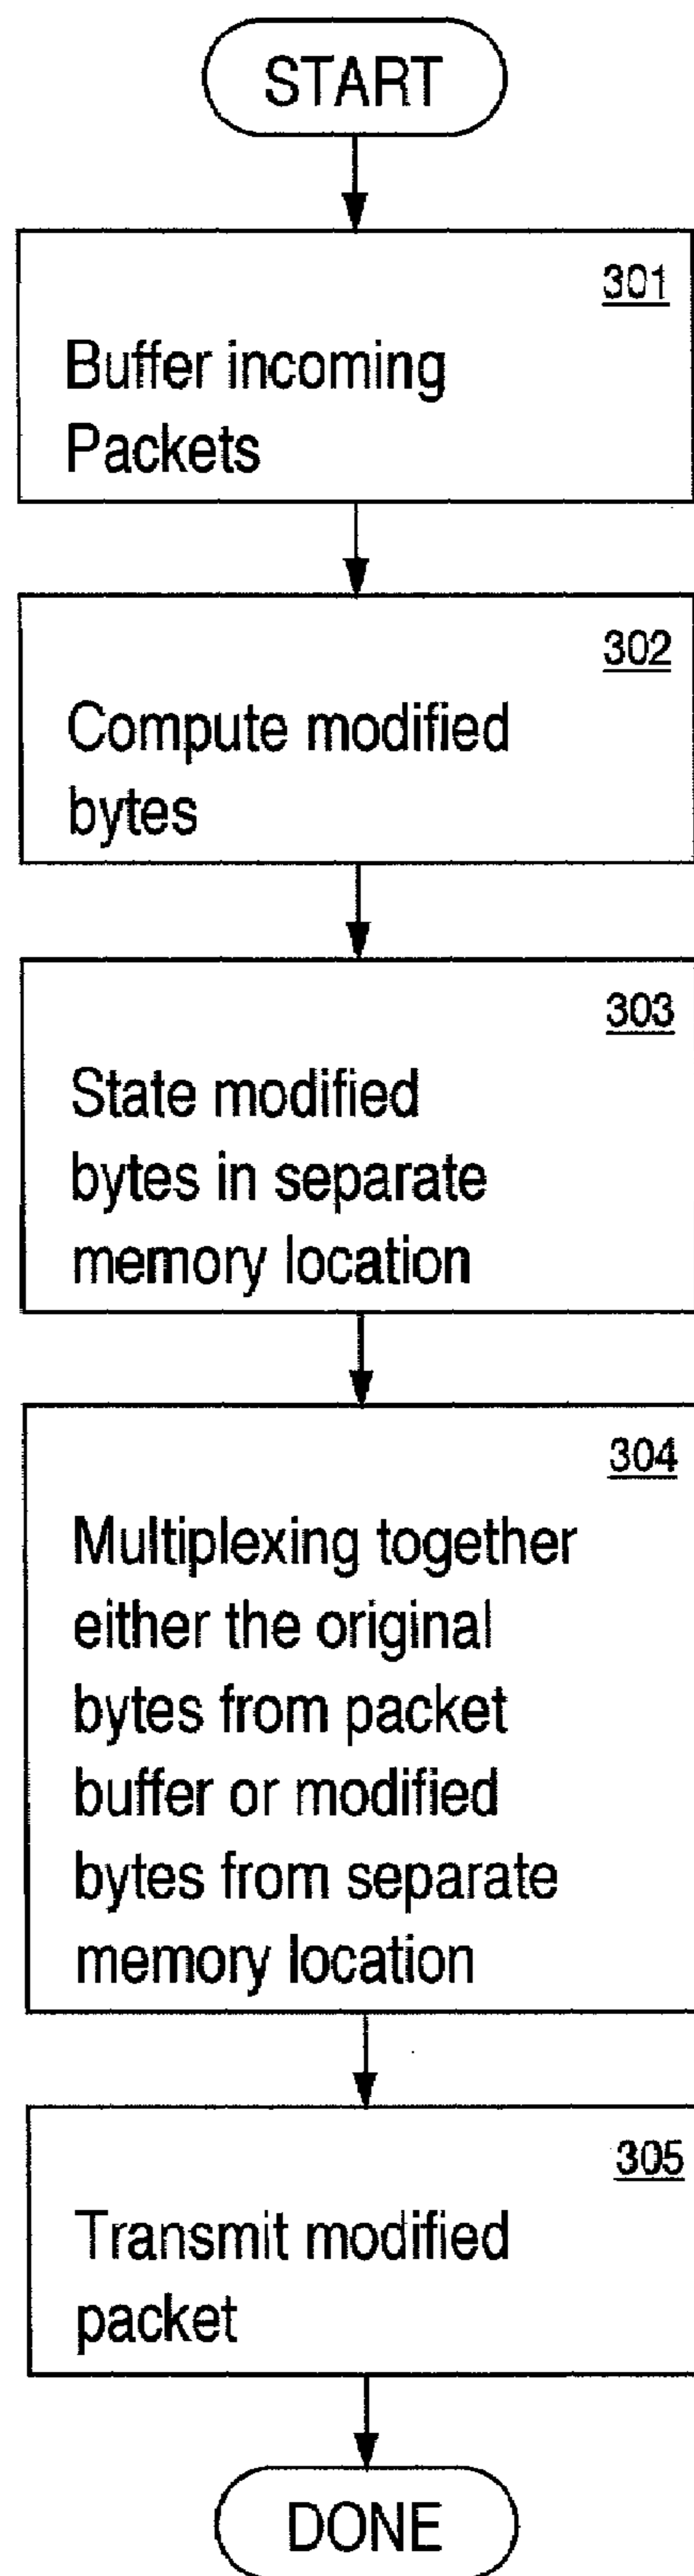 START
301
Buffer incoming
Packets
302
Compute modified
bytes
303
State modified
bytes in separate
memory location
304
Multiplexing together
either the original
bytes from packet
buffer or modified
bytes from separate
memory location
305
Transmit modified
packet
DONE